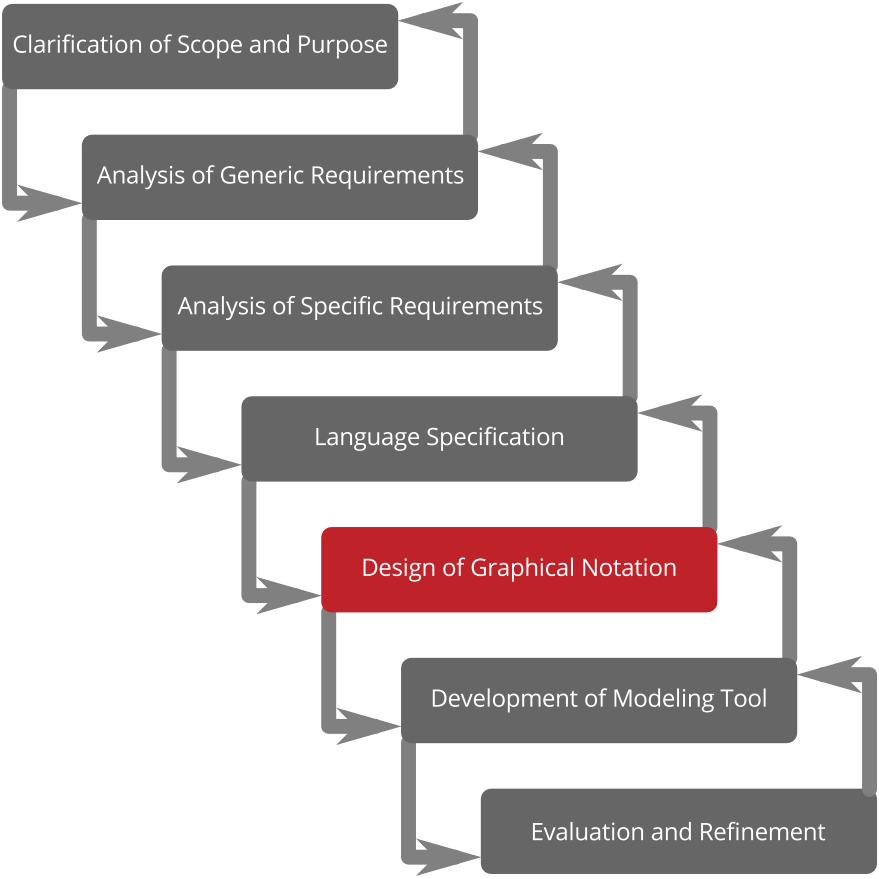 Clarification of Scope and Purpose
Analysis of Generic Requirements
Analysis of Specific Requirements
Language Specification
Design of Graphical Notation
Development of Modeling Tool
Evaluation and Refinement